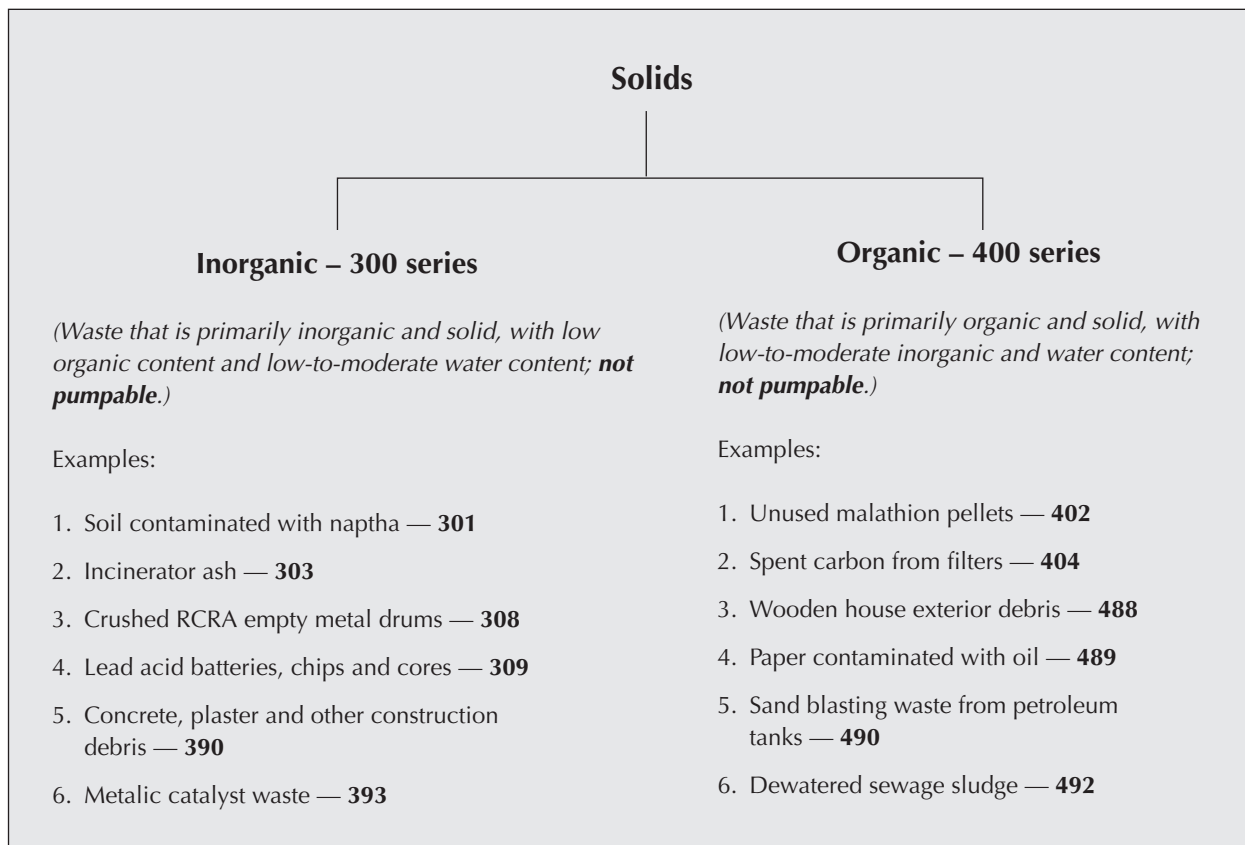 Solids
Inorganic – 300 series
(Waste that is primarily inorganic and solid, with low
organic content and low-to-moderate water content; not
pumpable.)
Examples:
1. Soil contaminated with naptha — 301
2. Incinerator ash — 303
3. Crushed RCRA empty metal drums — 308
4. Lead acid batteries, chips and cores — 309
5. Concrete, plaster and other construction
debris — 390
6. Metalic catalyst waste — 393
Organic – 400 series
(Waste that is primarily organic and solid, with
low-to-moderate inorganic and water content;
not pumpable.)
Examples:
1. Unused malathion pellets — 402
2. Spent carbon from filters — 404
3. Wooden house exterior debris — 488
4. Paper contaminated with oil — 489
5. Sand blasting waste from petroleum
tanks — 490
6. Dewatered sewage sludge — 492